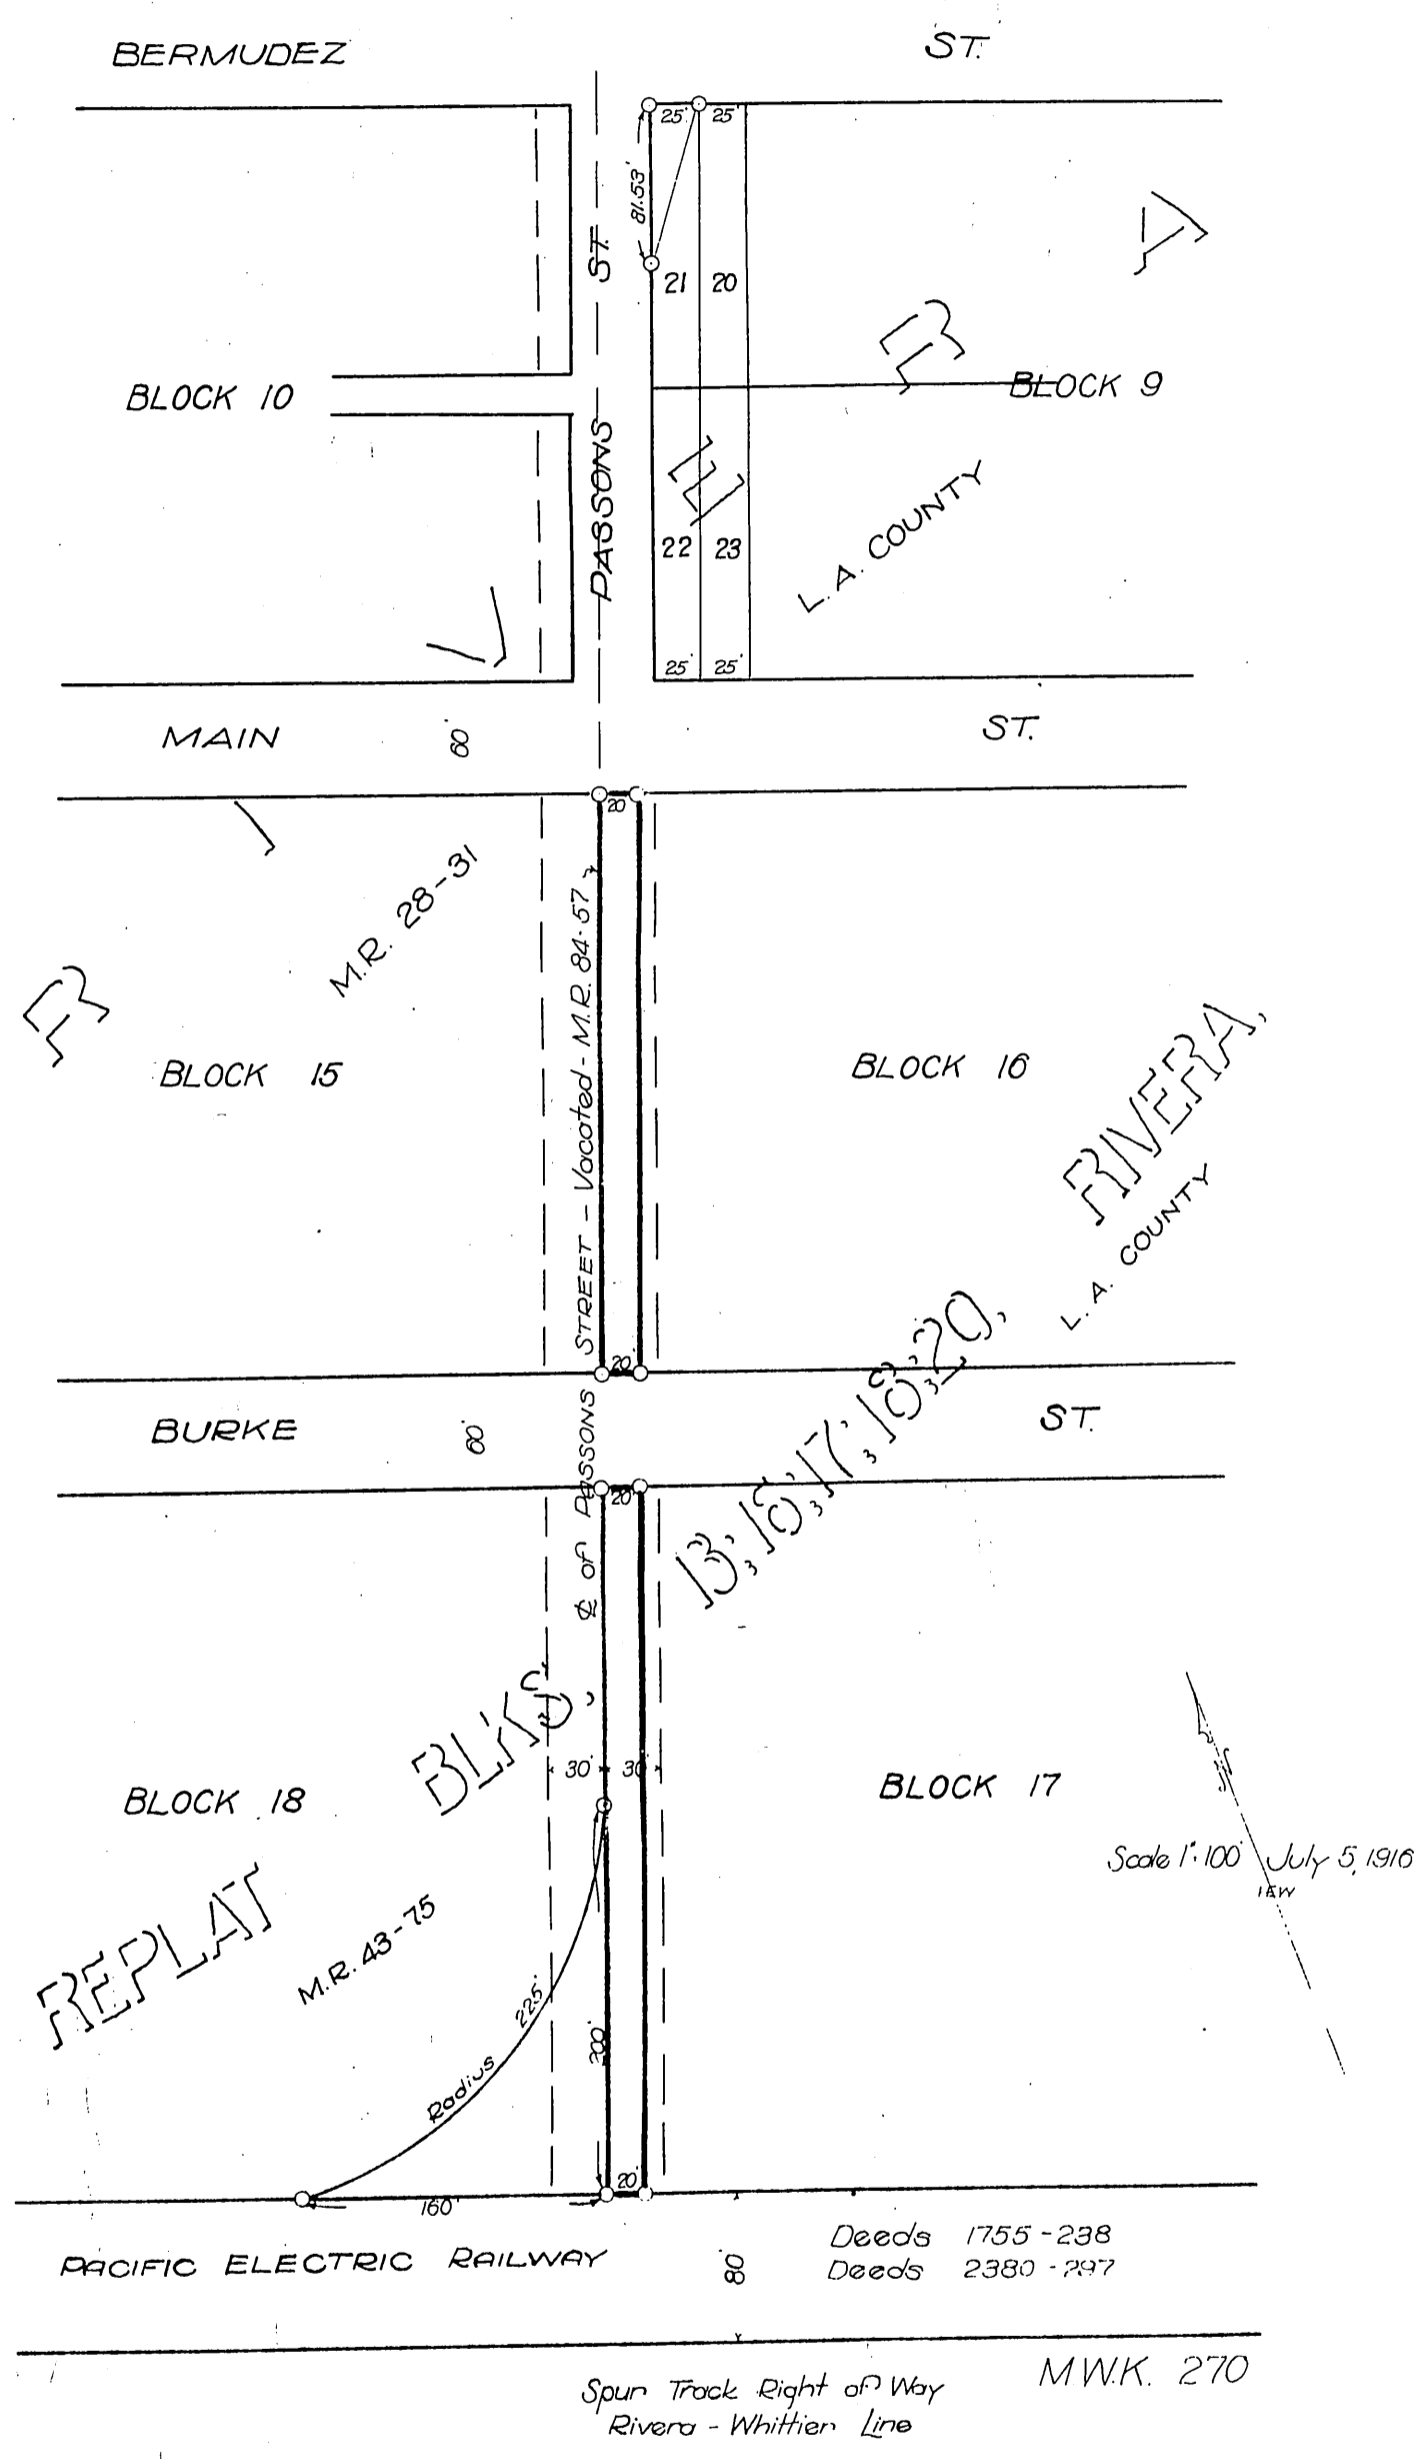 BERMUDEZ ST.
25' 25'
81.53'
21 20
PASSONS ST.
BLOCK 10
BLOCK 9
RIVERA
L.A. COUNTY
22 23
25' 25'
MAIN 60' ST.
20'
M.R. 28-31
STREET - Vacated - M.R. 84-57
BLOCK 15
BLOCK 16
RIVERA,
L.A. COUNTY
20'
BURKE 60' ST.
20'
℄ of PASSONS
REPLAT BLKS. 13, 16, 17, 18, 20,
30' 30'
BLOCK 18
BLOCK 17
M.R. 43-75
Scale 1"=100' July 5, 1916
IEW
N
Radius 225'
200'
20'
160'
PACIFIC ELECTRIC RAILWAY
80'
Deeds 1755-238
Deeds 2380-297
M.W.K. 270
Spur Track Right of Way
Rivera - Whittier Line